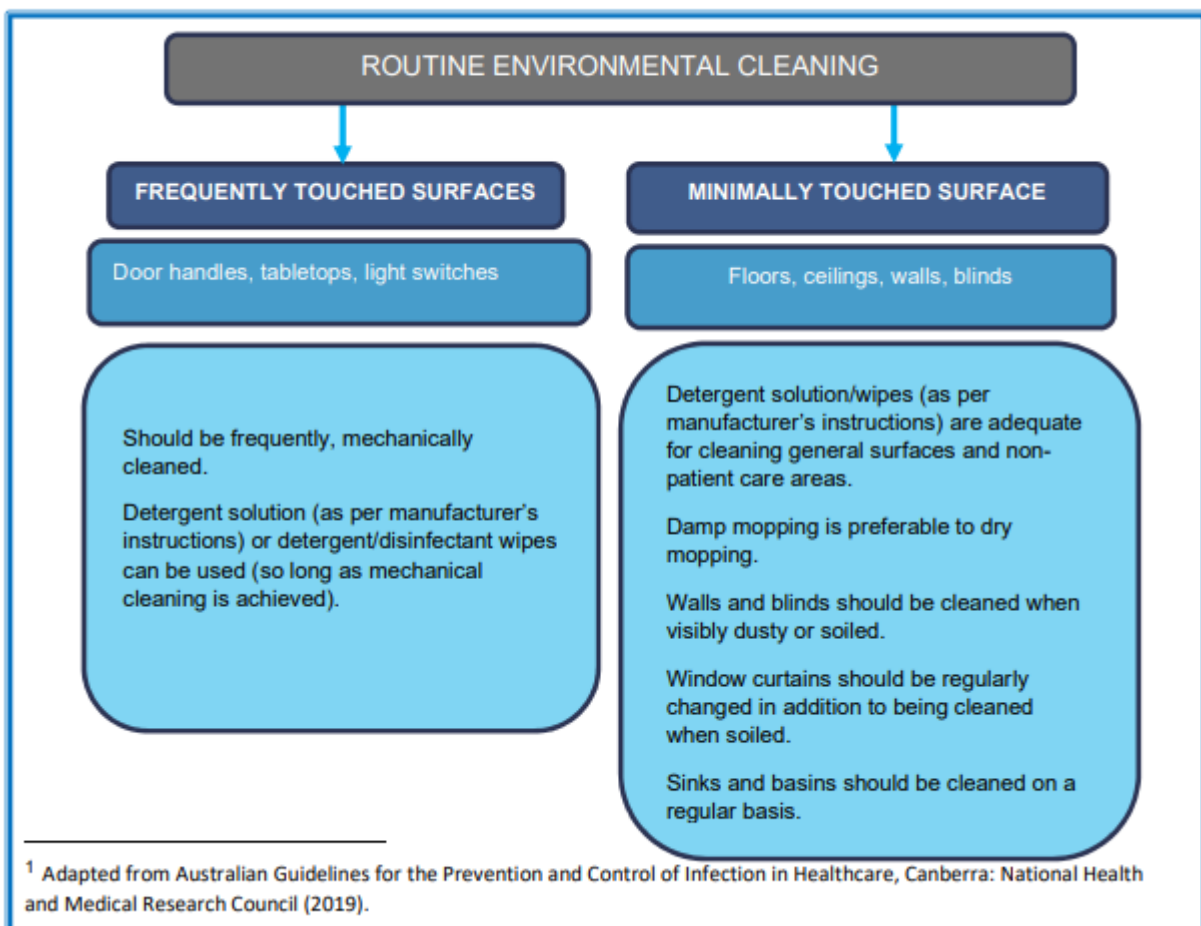 ROUTINE ENVIRONMENTAL CLEANING
FREQUENTLY TOUCHED SURFACES
Door handles, tabletops, light switches
Should be frequently, mechanically
cleaned.
Detergent solution (as per manufacturer's
instructions) or detergent/disinfectant wipes
can be used (so long as mechanical
cleaning is achieved).
MINIMALLY TOUCHED SURFACE
Floors, ceilings, walls, blinds
Detergent solution/wipes (as per
manufacturer's instructions) are adequate
for cleaning general surfaces and non-
patient care areas.
Damp mopping is preferable to dry
mopping.
Walls and blinds should be cleaned when
visibly dusty or soiled.
Window curtains should be regularly
changed in addition to being cleaned
when soiled.
Sinks and basins should be cleaned on a
regular basis.
1 Adapted from Australian Guidelines for the Prevention and Control of Infection in Healthcare, Canberra: National Health
and Medical Research Council (2019).